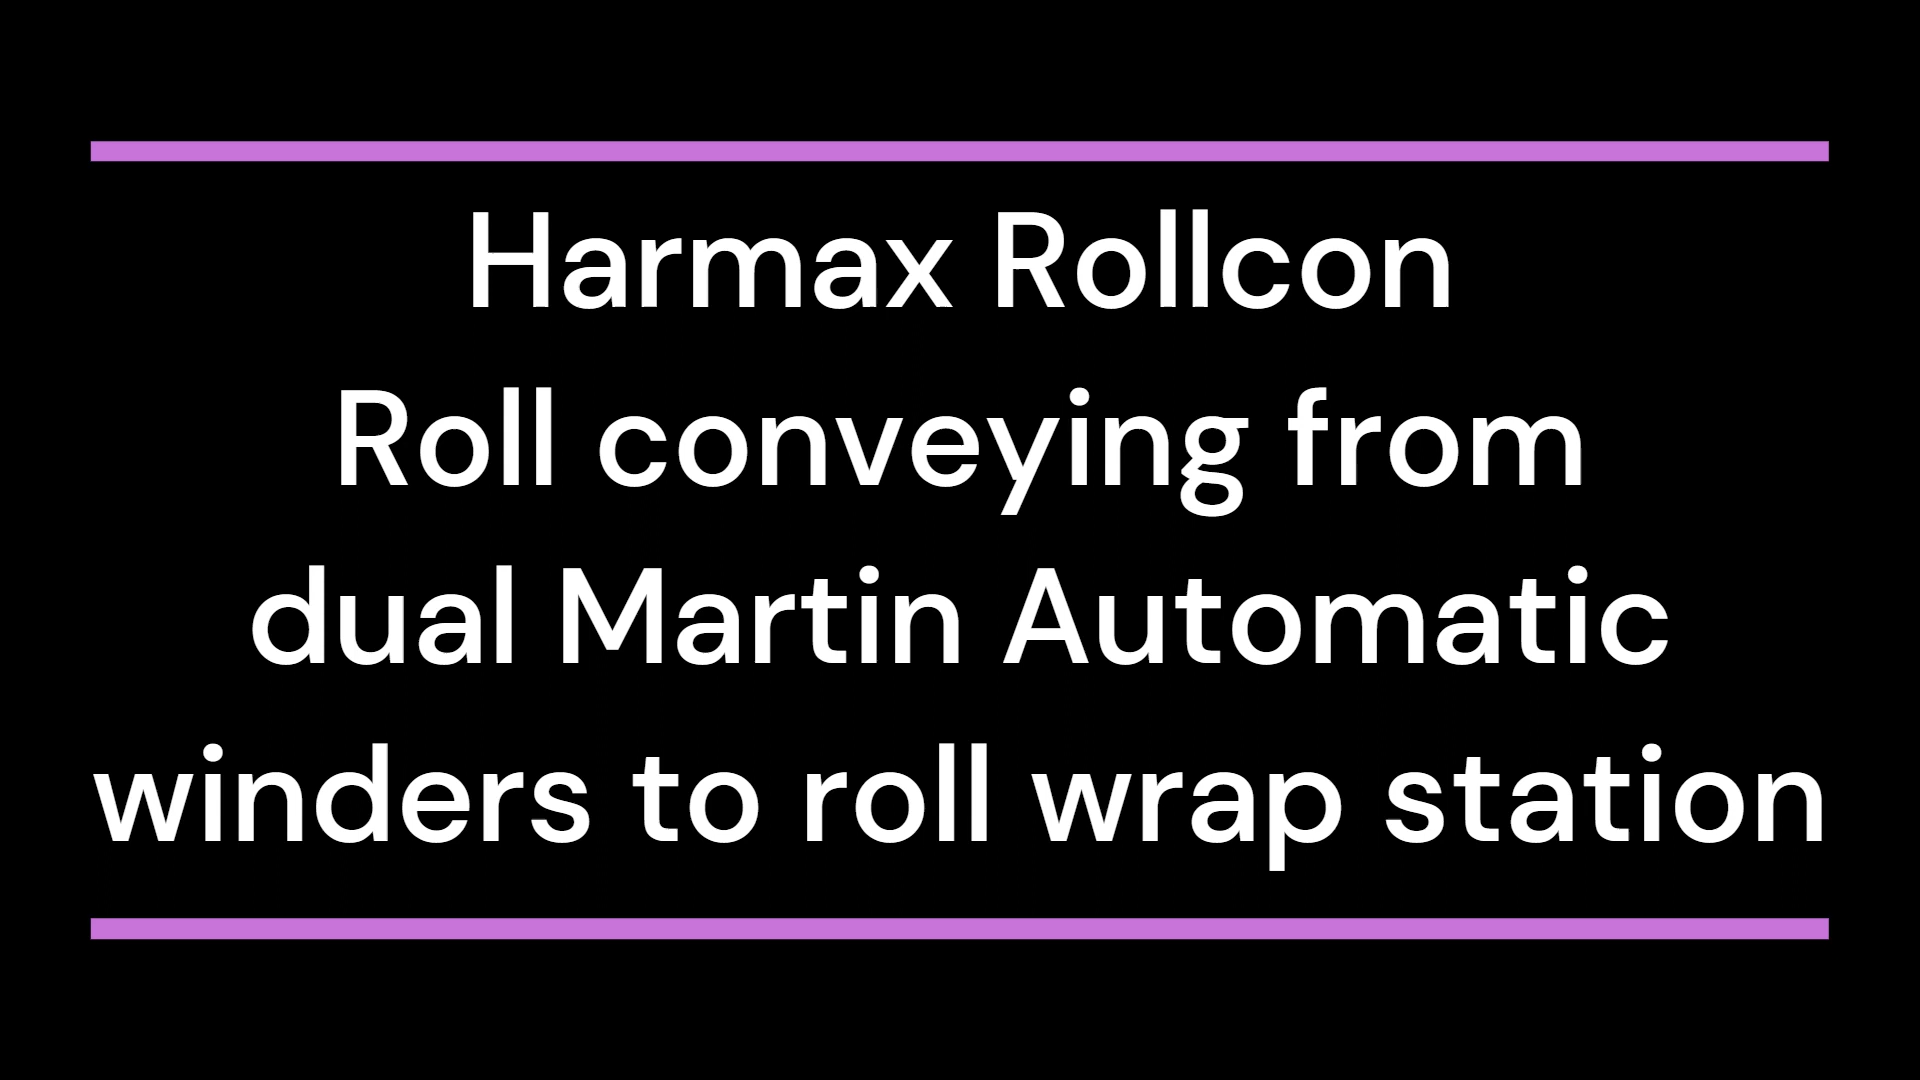 Harmax Rollcon
Roll conveying from
dual Martin Automatic
winders to roll wrap station